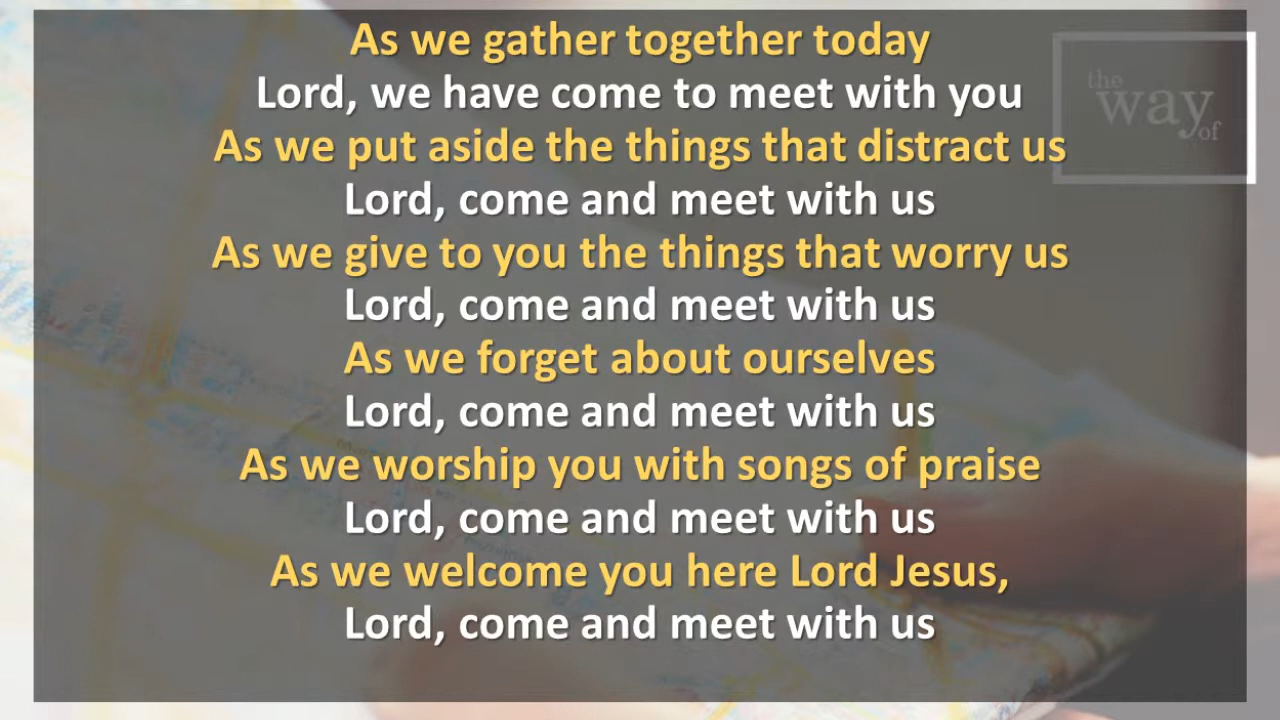 As we gather together today
Lord, we have come to meet with you
As we put aside the things that distract us
Lord, come and meet with us
As we give to you the things that worry us
Lord, come and meet with us
As we forget about ourselves
Lord, come and meet with us
As we worship you with songs of praise
Lord, come and meet with us
As we welcome you here Lord Jesus,
Lord, come and meet with us
the
way
of